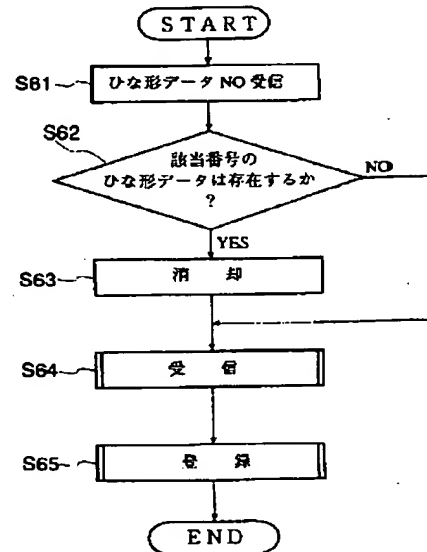 START
S61
ひな形データ NO 受信
S62
該当番号の
ひな形データは存在するか
?
NO
YES
S63
消却
S64
受信
S65
登録
END